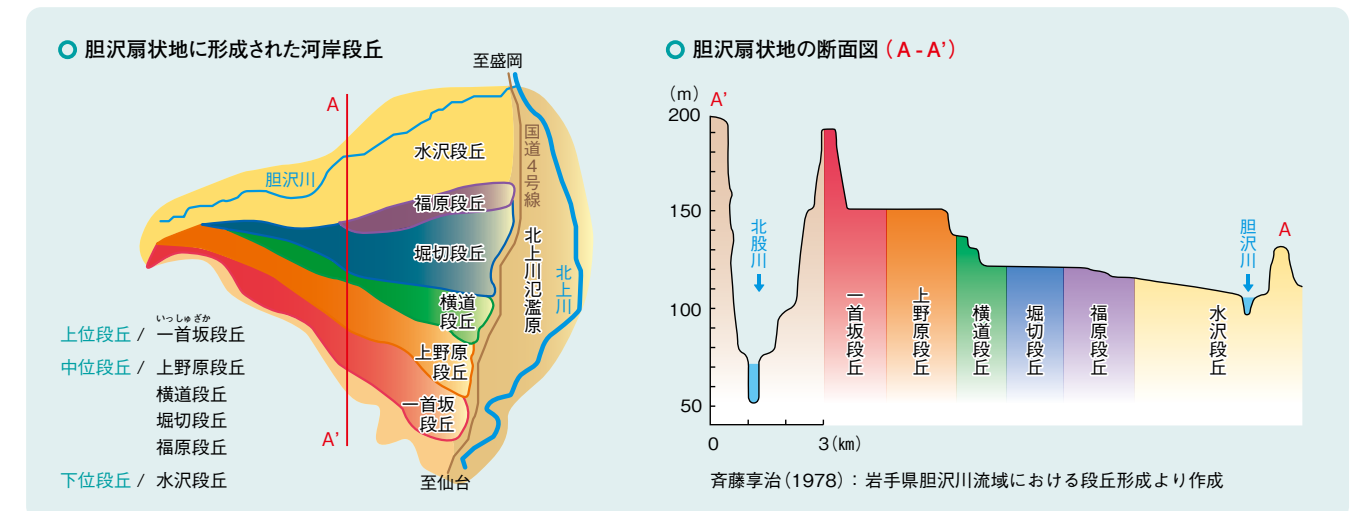 胆沢扇状地に形成された河岸段丘
至盛岡
A
水沢段丘
国道4号線
胆沢川
福原段丘
堀切段丘
北上川氾濫原
北上川
横道
段丘
いっしゅざか
上位段丘 / 一首坂段丘
中位段丘 / 上野原段丘
横道段丘
堀切段丘
福原段丘
下位段丘 / 水沢段丘
上野原
段丘
一首坂
段丘
A’
至仙台
胆沢扇状地の断面図(A-A’)
(m)
A’
200
150
100
50
0
3(㎞)
北股川
一首坂段丘
上野原段丘
横道段丘
堀切段丘
福原段丘
水沢段丘
胆沢川
A
斉藤享治(1978):岩手県胆沢川流域における段丘形成より作成